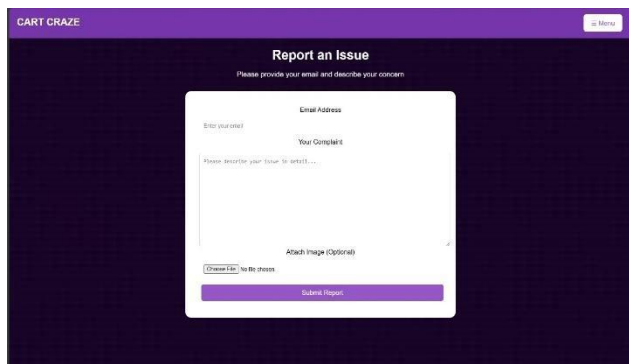 CART CRAZE
☰ Menu
Report an Issue
Please provide your email and describe your concern
Email Address
Enter your email
Your Complaint
Please describe your issue in detail...
Attach Image (Optional)
Choose File No file chosen
Submit Report